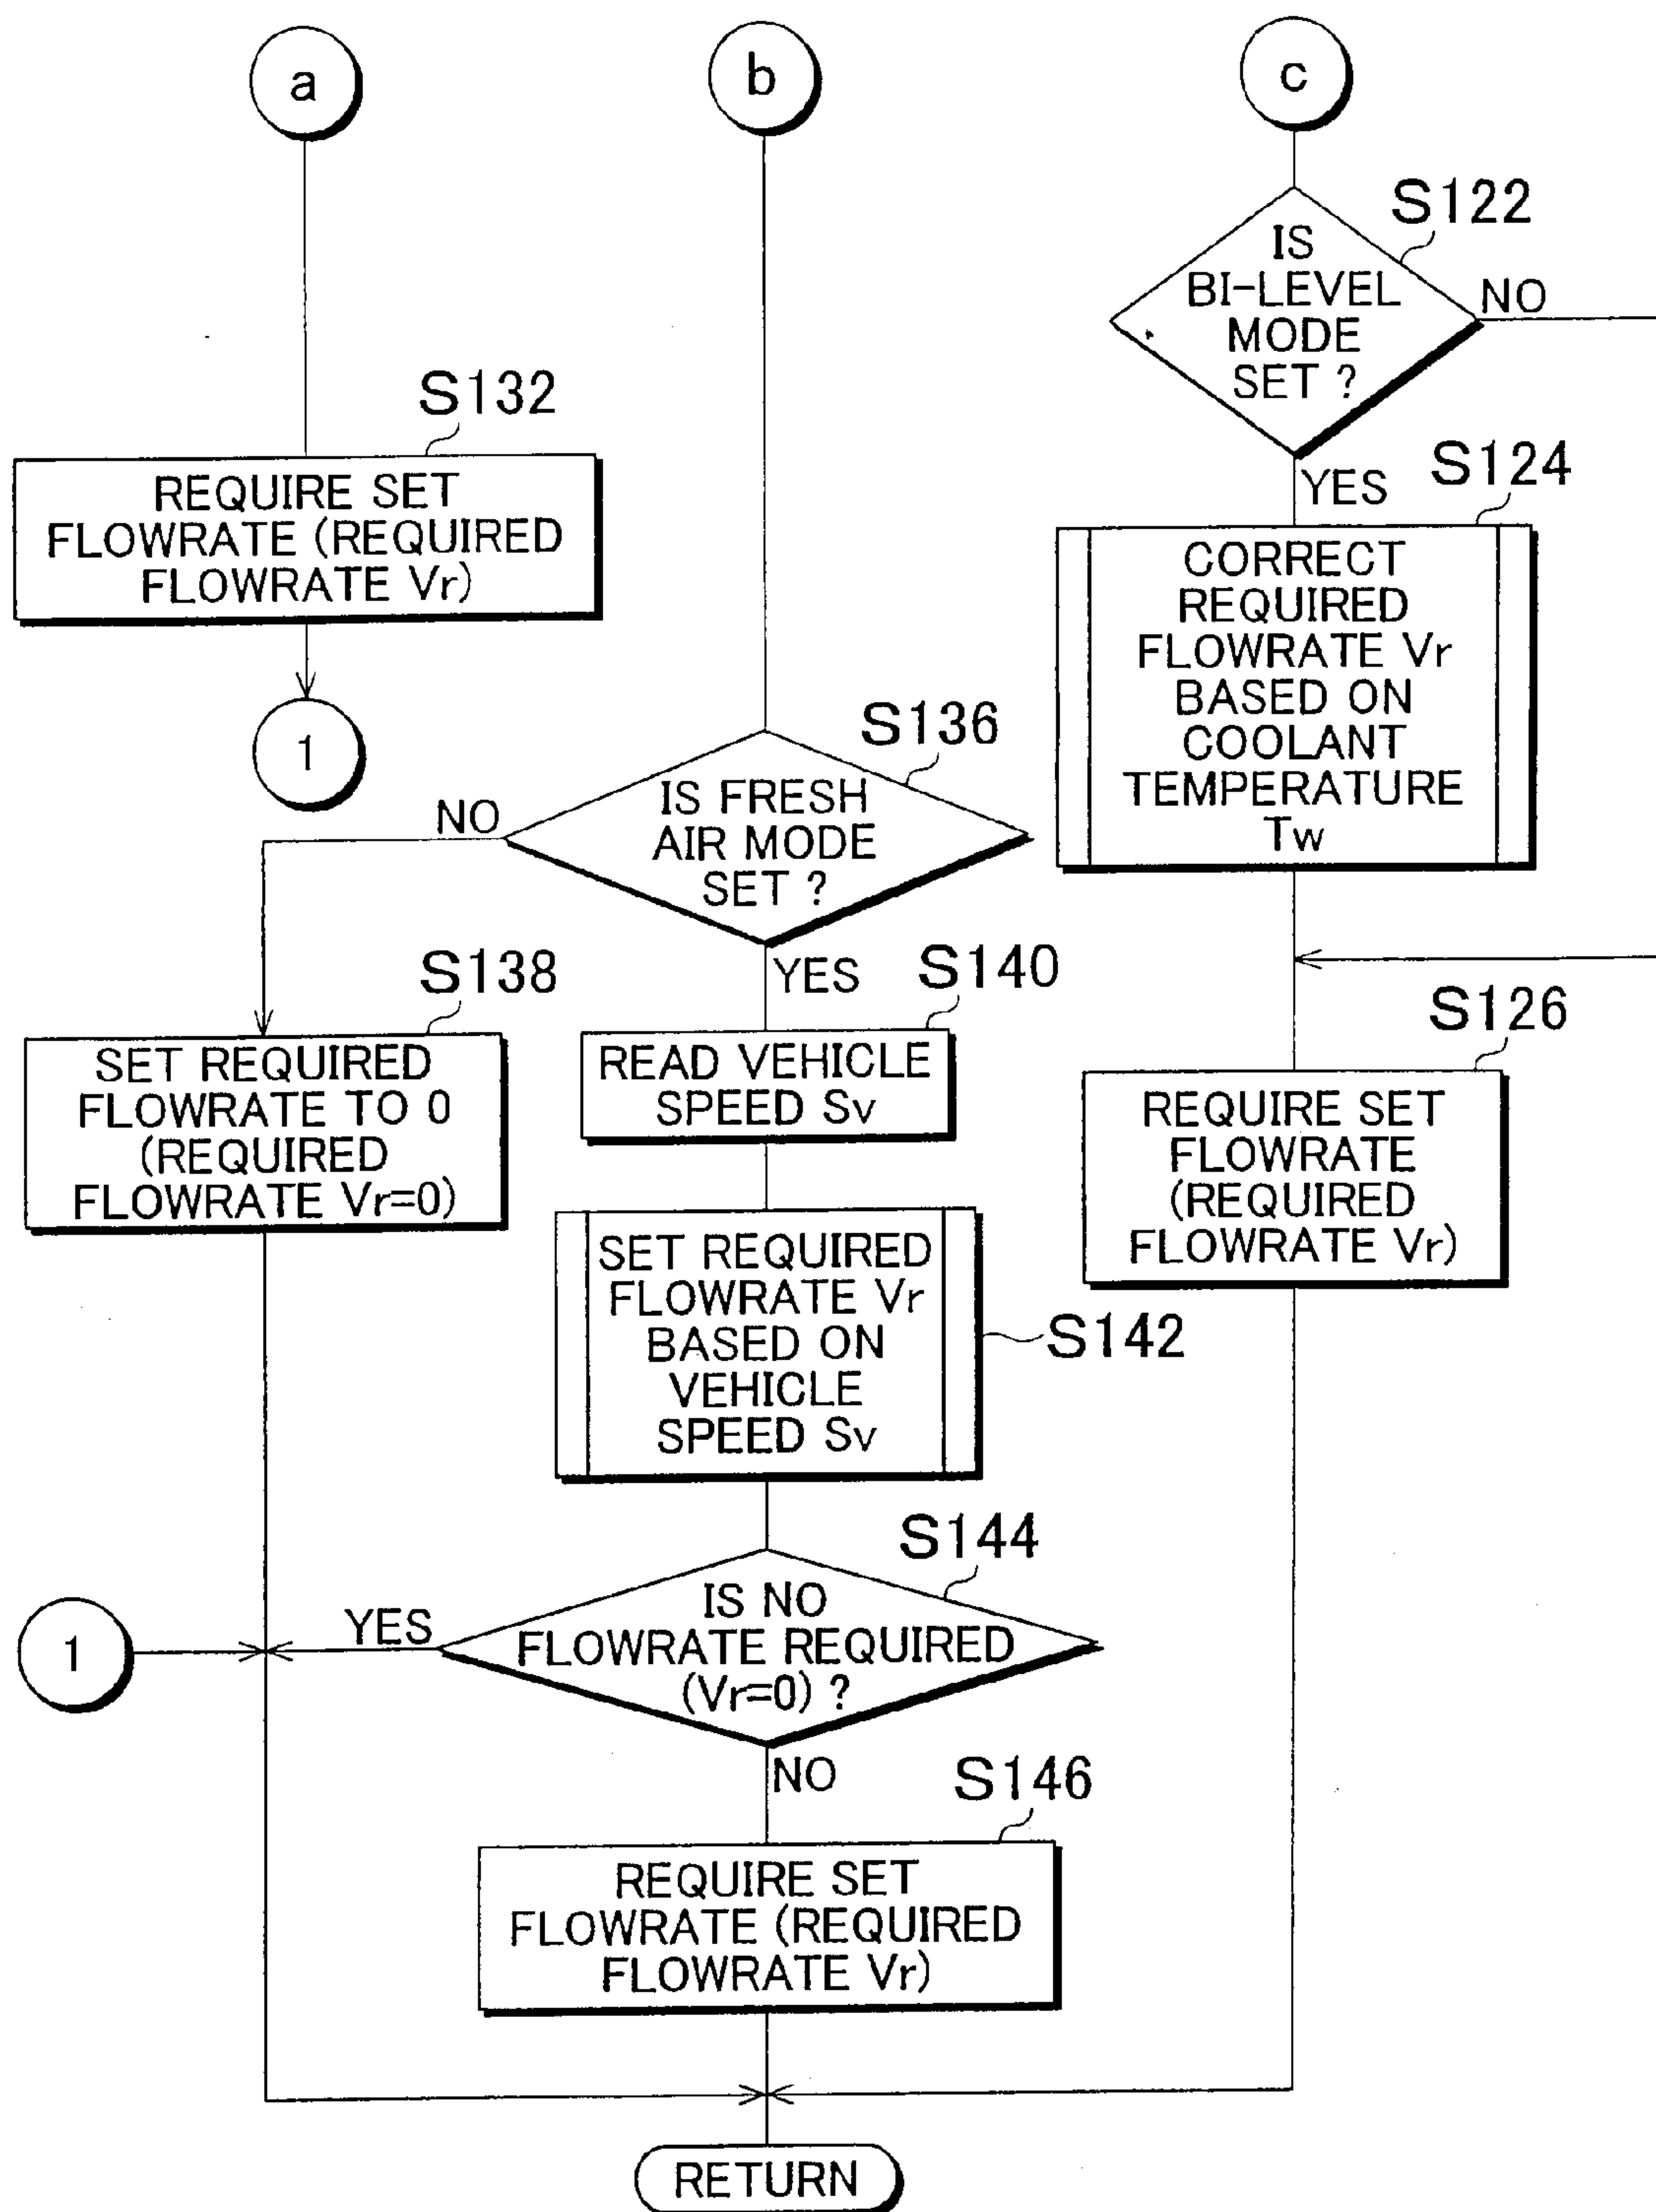 a
b
c
S122
IS
BI-LEVEL
MODE
SET ?
NO
YES
S132
REQUIRE SET
FLOWRATE (REQUIRED
FLOWRATE Vr)
1
S124
CORRECT
REQUIRED
FLOWRATE Vr
BASED ON
COOLANT
TEMPERATURE
Tw
S136
IS FRESH
AIR MODE
SET ?
NO
YES
S138
SET REQUIRED
FLOWRATE TO 0
(REQUIRED
FLOWRATE Vr=0)
S140
READ VEHICLE
SPEED Sv
S126
REQUIRE SET
FLOWRATE
(REQUIRED
FLOWRATE Vr)
SET REQUIRED
FLOWRATE Vr
BASED ON
VEHICLE
SPEED Sv
S142
S144
IS NO
FLOWRATE REQUIRED
(Vr=0) ?
YES
1
NO
S146
REQUIRE SET
FLOWRATE (REQUIRED
FLOWRATE Vr)
RETURN